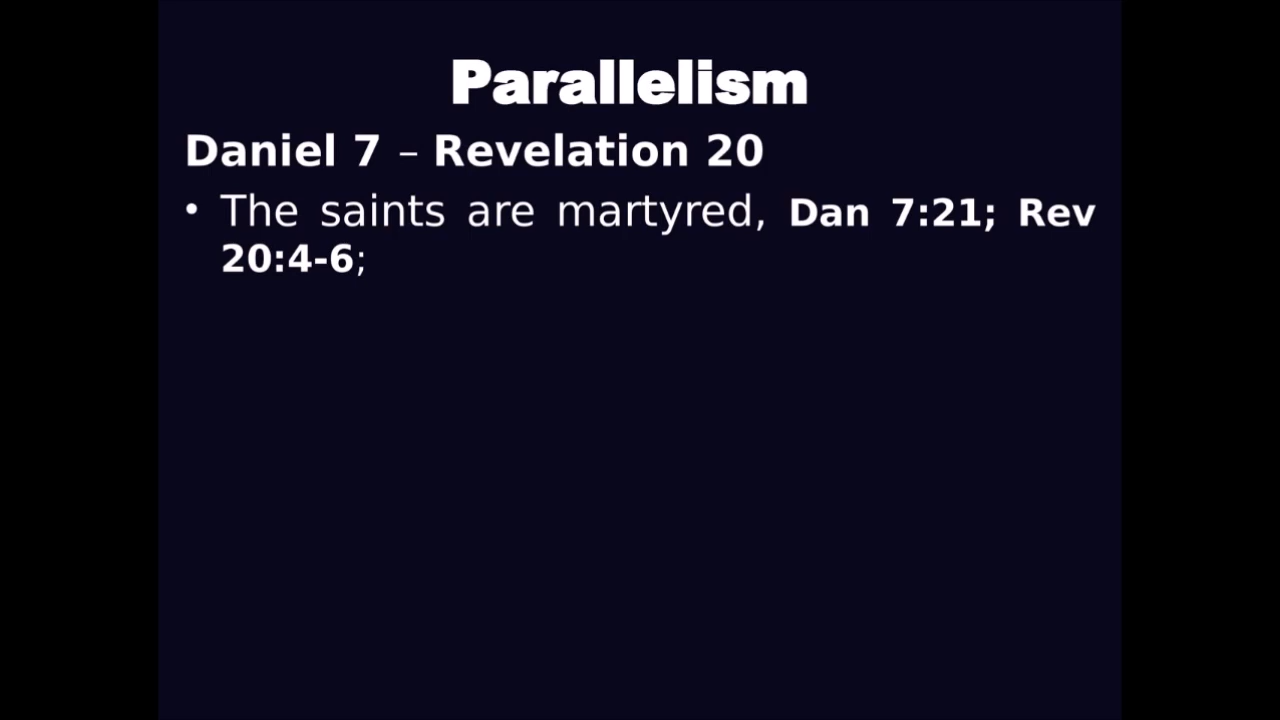 Parallelism
Daniel 7 – Revelation 20
• The saints are martyred, Dan 7:21; Rev
20:4-6;